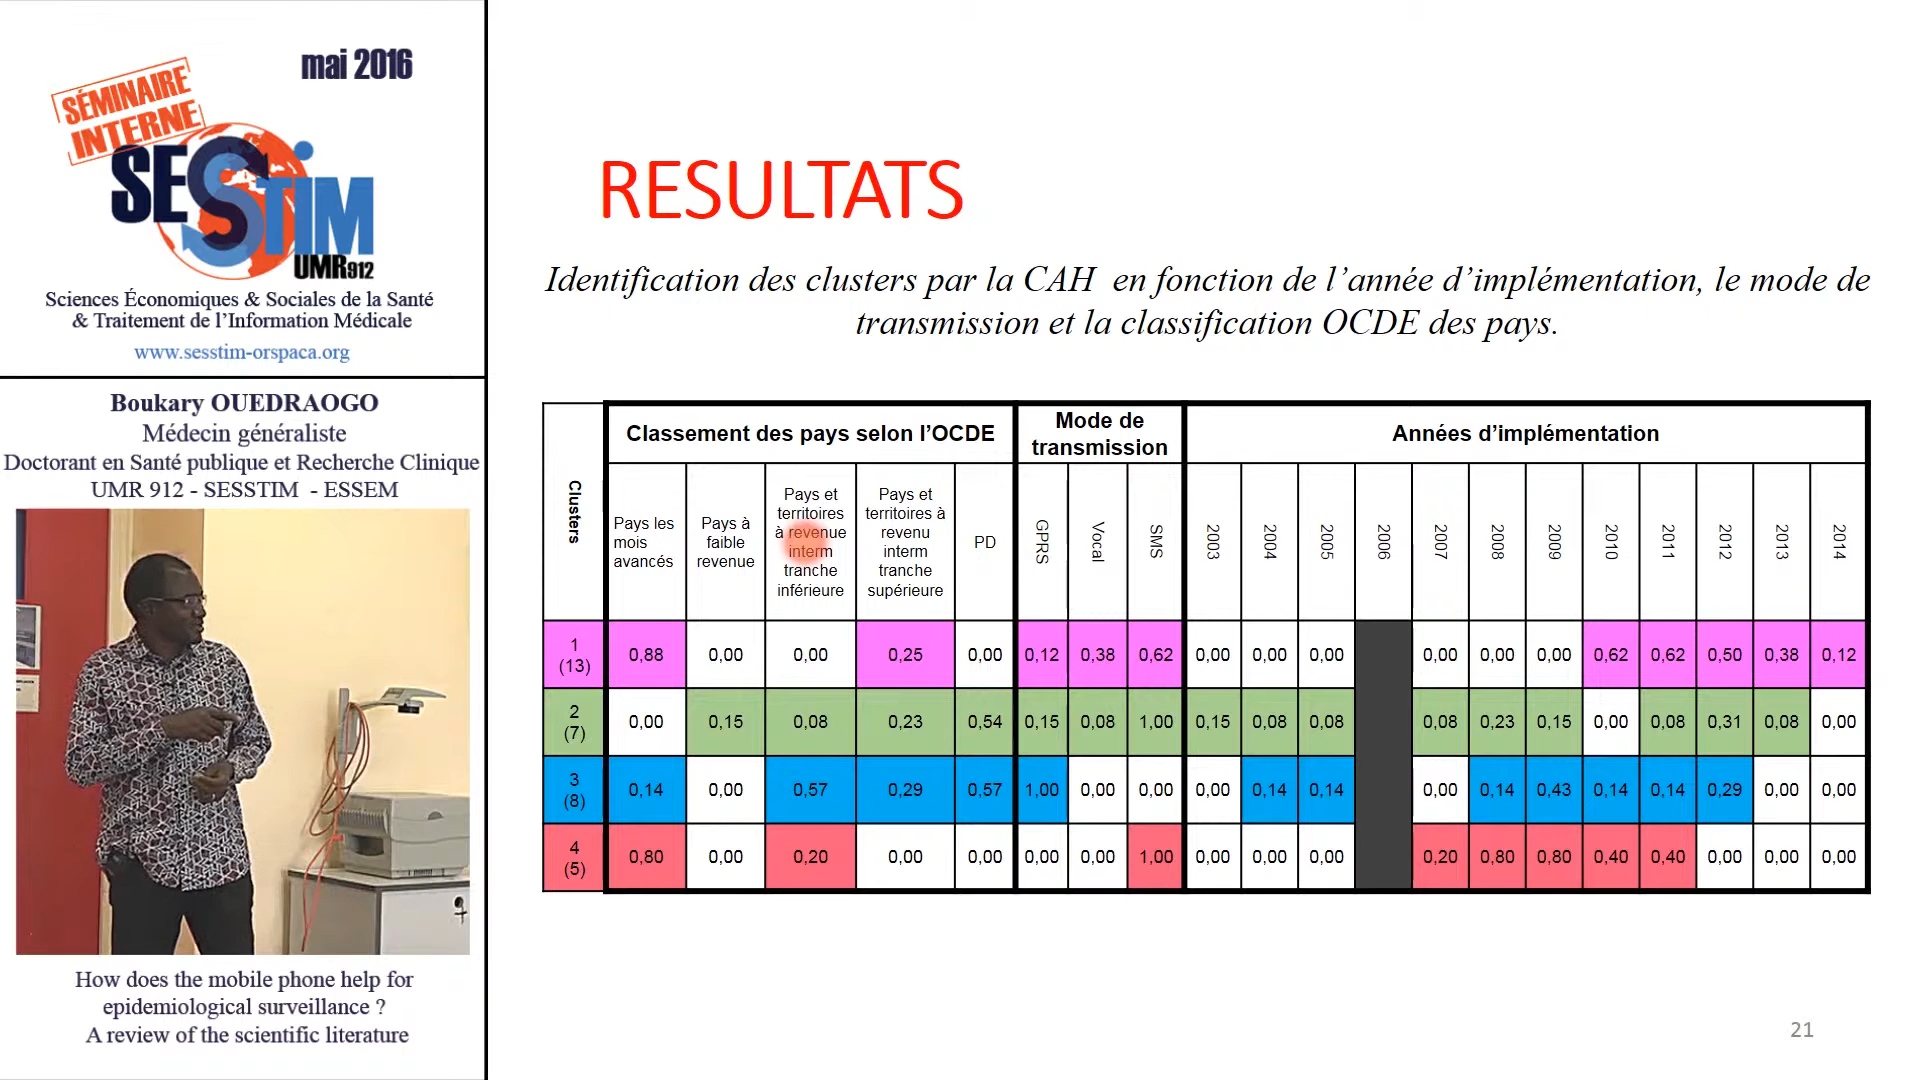 mai 2016
SÉMINAIRE
INTERNE
SESSTIM
UMR912
Sciences Économiques & Sociales de la Santé
& Traitement de l'Information Médicale
www.sesstim-orspaca.org
Boukary OUEDRAOGO
Médecin généraliste
Doctorant en Santé publique et Recherche Clinique
UMR 912 - SESSTIM - ESSEM
How does the mobile phone help for
epidemiological surveillance ?
A review of the scientific literature
RESULTATS
Identification des clusters par la CAH en fonction de l'année d'implémentation, le mode de
transmission et la classification OCDE des pays.
Clusters
Classement des pays selon l'OCDE
Mode de
transmission
Années d'implémentation
Pays les
mois
avancés
Pays à
faible
revenue
Pays et
territoires
à revenue
interm
tranche
inférieure
Pays et
territoires à
revenu
interm
tranche
supérieure
PD
GPRS
Vocal
SMS
2003
2004
2005
2006
2007
2008
2009
2010
2011
2012
2013
2014
1
(13)
0,88 0,00 0,00 0,25 0,00 0,12 0,38 0,62 0,00 0,00 0,00 0,00 0,00 0,00 0,62 0,62 0,50 0,38 0,12
2
(7)
0,00 0,15 0,08 0,23 0,54 0,15 0,08 1,00 0,15 0,08 0,08 0,08 0,23 0,15 0,00 0,08 0,31 0,08 0,00
3
(8)
0,14 0,00 0,57 0,29 0,57 1,00 0,00 0,00 0,00 0,14 0,14 0,00 0,14 0,43 0,14 0,14 0,29 0,00 0,00
4
(5)
0,80 0,00 0,20 0,00 0,00 0,00 0,00 1,00 0,00 0,00 0,00 0,20 0,80 0,80 0,40 0,40 0,00 0,00 0,00
21